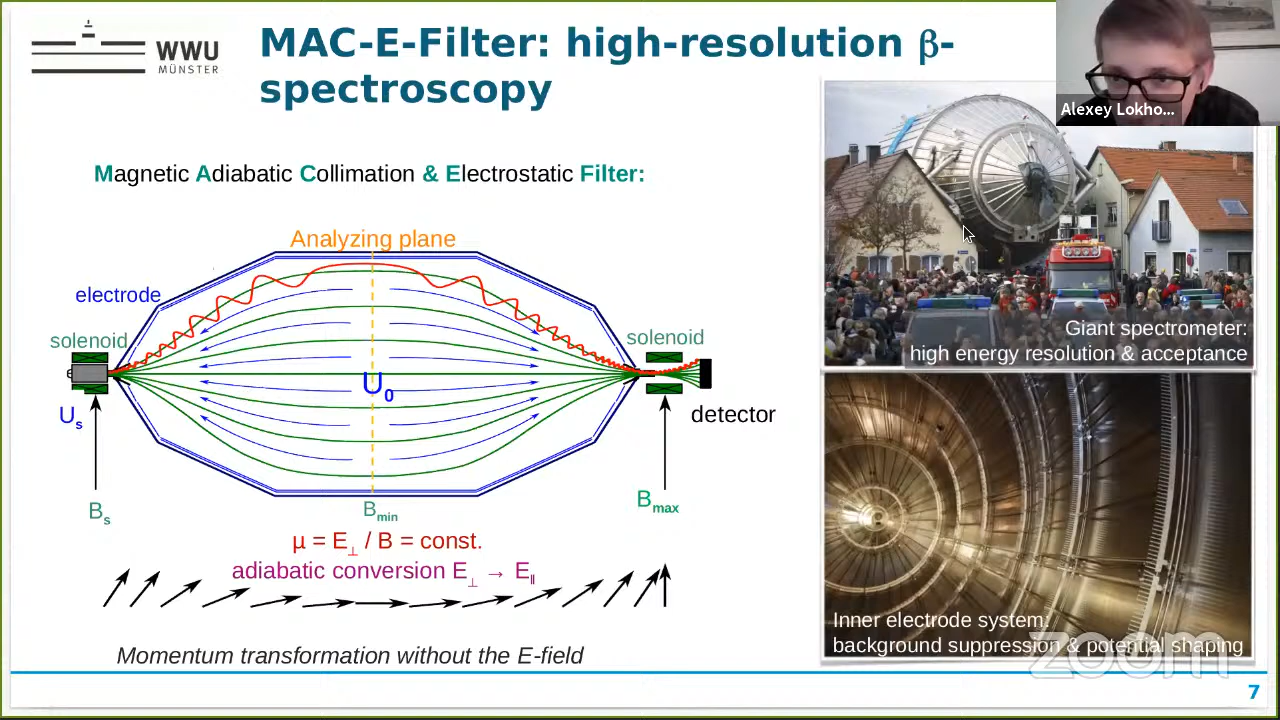 WWU
MÜNSTER
MAC-E-Filter: high-resolution β-
spectroscopy
Alexey Lokho...
Magnetic Adiabatic Collimation & Electrostatic Filter:
Analyzing plane
electrode
solenoid
solenoid
e
U₀
Uₛ
detector
Bₛ
B_min
B_max
µ = E⊥ / B = const.
adiabatic conversion E⊥ → E∥
Momentum transformation without the E-field
Giant spectrometer:
high energy resolution & acceptance
Inner electrode system:
background suppression & potential shaping
zoom
7